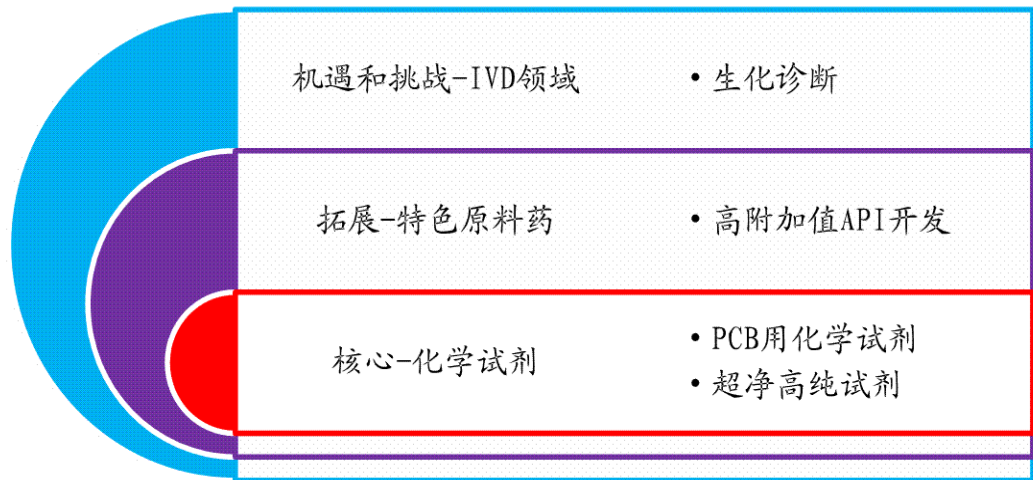 机遇和挑战-IVD领域
• 生化诊断
拓展-特色原料药
• 高附加值API开发
核心-化学试剂
• PCB用化学试剂
• 超净高纯试剂